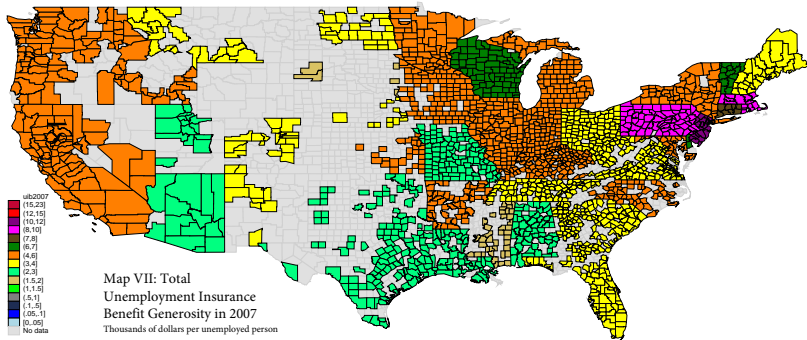 uib2007
(15,23]
(12,15]
(10,12]
(8,10]
(7,8]
(6,7]
(4,6]
(3,4]
(2,3]
(1.5,2]
(1,1.5]
(.5,1]
(.1,.5]
(.05,.1]
[0,.05]
No data
Map VII: Total
Unemployment Insurance
Benefit Generosity in 2007
Thousands of dollars per unemployed person